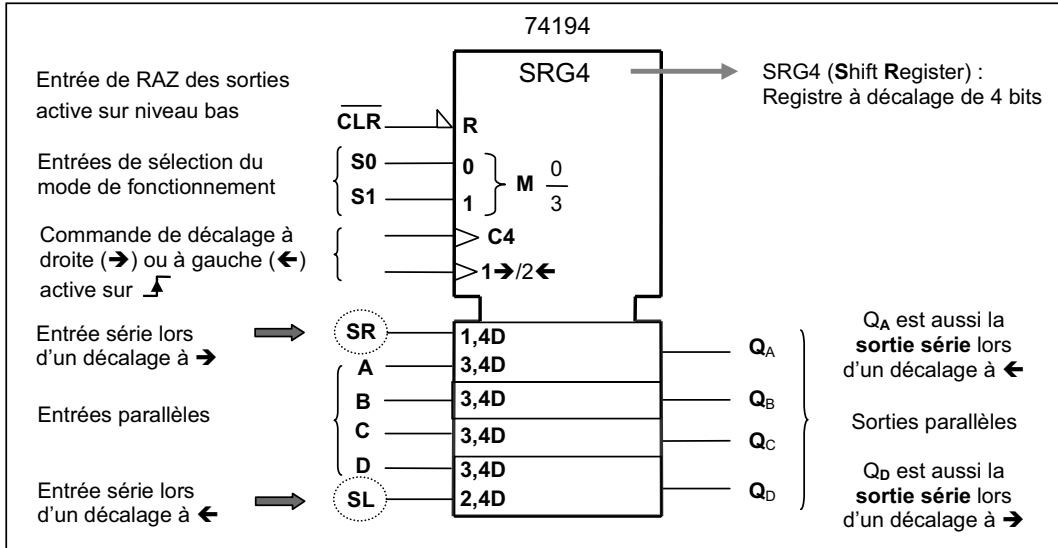 74194
SRG4
SRG4 (Shift Register) :
Registre à décalage de 4 bits
Entrée de RAZ des sorties
active sur niveau bas
CLR
R
Entrées de sélection du
mode de fonctionnement
S0
S1
0
1
M 0
3
Commande de décalage à
droite (➔) ou à gauche (←)
active sur
C4
1➔/2←
Entrée série lors
d'un décalage à ➔
SR
1,4D
A
3,4D
Entrées parallèles
B
3,4D
C
3,4D
D
3,4D
Entrée série lors
d'un décalage à ←
SL
2,4D
QA
QB
QC
QD
QA est aussi la
sortie série lors
d'un décalage à ←
Sorties parallèles
QD est aussi la
sortie série lors
d'un décalage à ➔